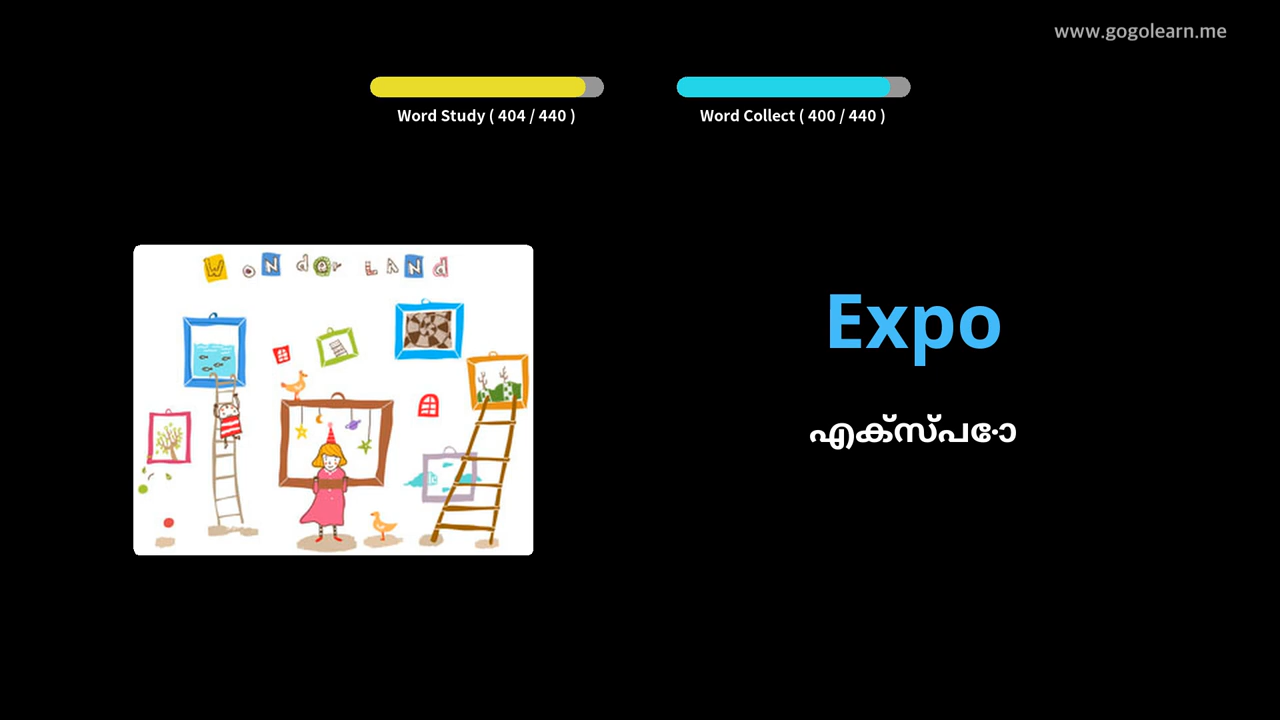 www.gogolearn.me
Word Study ( 404 / 440 )
Word Collect ( 400 / 440 )
WoNder LANd
Expo
എക്സ്പോ